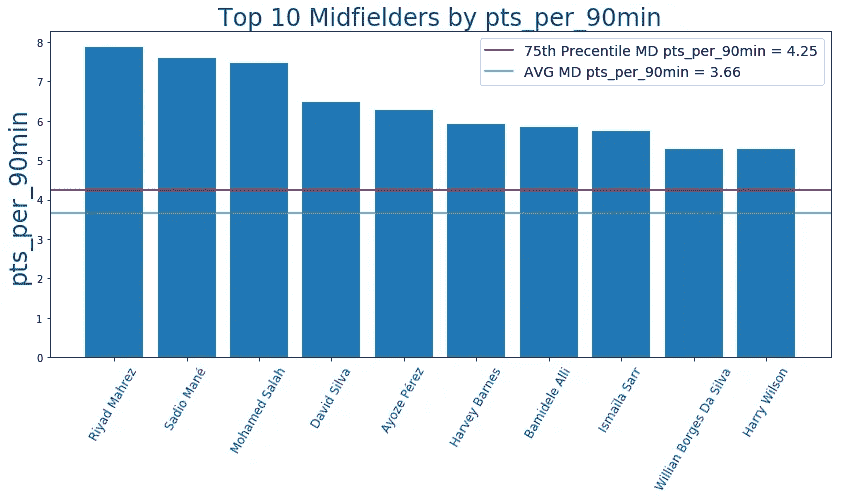 Top 10 Midfielders by pts_per_90min
75th Precentile MD pts_per_90min = 4.25
AVG MD pts_per_90min = 3.66
pts_per_90min
8
7
6
5
4
3
2
1
0
Riyad Mahrez
Sadio Mané
Mohamed Salah
David Silva
Ayoze Pérez
Harvey Barnes
Bamidele Alli
Ismaïla Sarr
Willian Borges Da Silva
Harry Wilson